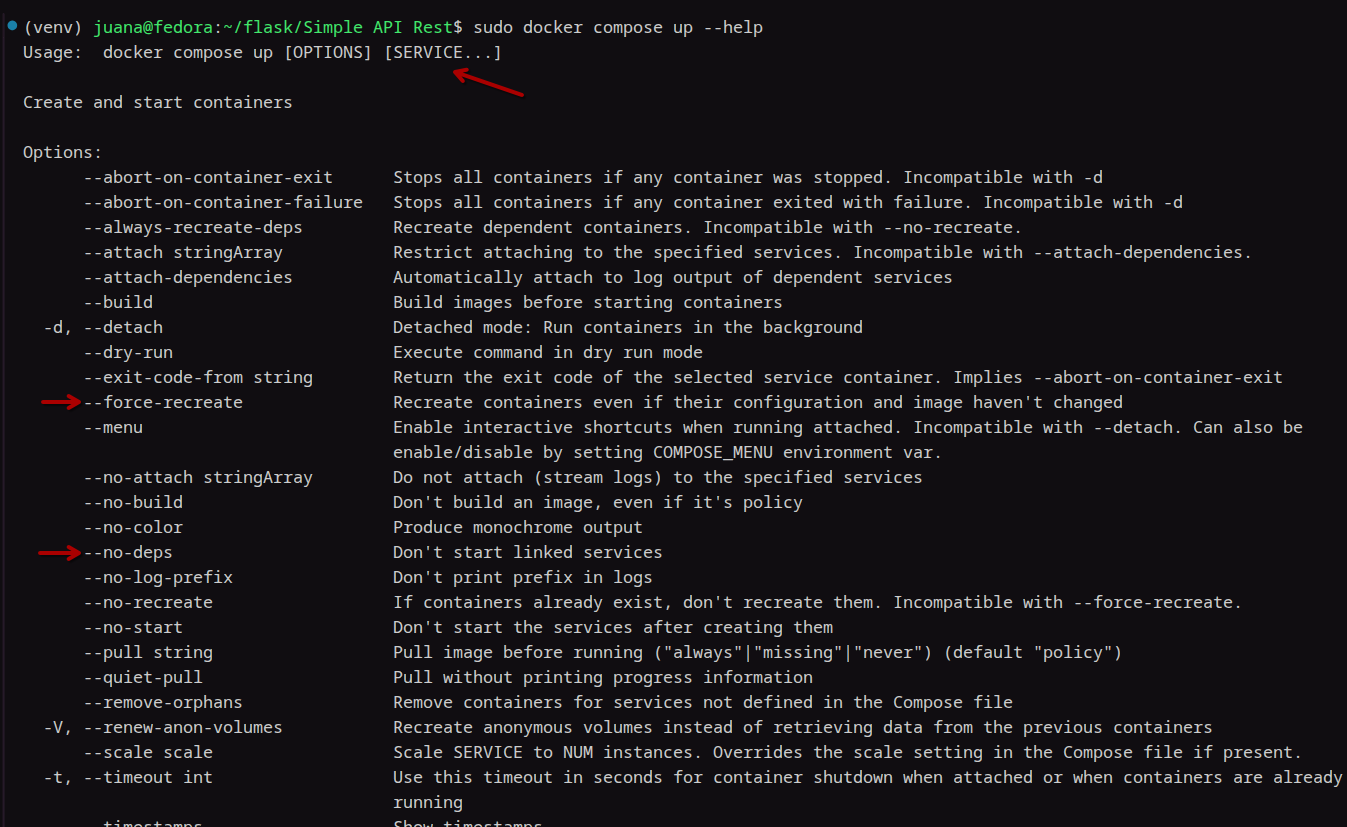 (venv) juana@fedora:~/flask/Simple API Rest$ sudo docker compose up --help
Usage:  docker compose up [OPTIONS] [SERVICE...]
Create and start containers
Options:
--abort-on-container-exit Stops all containers if any container was stopped. Incompatible with -d
--abort-on-container-failure Stops all containers if any container exited with failure. Incompatible with -d
--always-recreate-deps Recreate dependent containers. Incompatible with --no-recreate.
--attach stringArray Restrict attaching to the specified services. Incompatible with --attach-dependencies.
--attach-dependencies Automatically attach to log output of dependent services
--build Build images before starting containers
-d, --detach Detached mode: Run containers in the background
--dry-run Execute command in dry run mode
--exit-code-from string Return the exit code of the selected service container. Implies --abort-on-container-exit
--force-recreate Recreate containers even if their configuration and image haven't changed
--menu Enable interactive shortcuts when running attached. Incompatible with --detach. Can also be
enable/disable by setting COMPOSE_MENU environment var.
--no-attach stringArray Do not attach (stream logs) to the specified services
--no-build Don't build an image, even if it's policy
--no-color Produce monochrome output
--no-deps Don't start linked services
--no-log-prefix Don't print prefix in logs
--no-recreate If containers already exist, don't recreate them. Incompatible with --force-recreate.
--no-start Don't start the services after creating them
--pull string Pull image before running ("always"|"missing"|"never") (default "policy")
--quiet-pull Pull without printing progress information
--remove-orphans Remove containers for services not defined in the Compose file
-V, --renew-anon-volumes Recreate anonymous volumes instead of retrieving data from the previous containers
--scale scale Scale SERVICE to NUM instances. Overrides the scale setting in the Compose file if present.
-t, --timeout int Use this timeout in seconds for container shutdown when attached or when containers are already
running
--timestamps Show timestamps